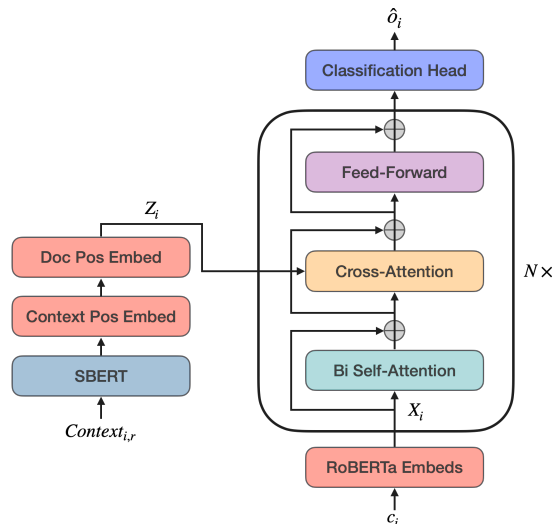 ô_i
Classification Head
Feed-Forward
Z_i
Doc Pos Embed
Cross-Attention
N ×
Context Pos Embed
SBERT
Bi Self-Attention
Context_{i,r}
X_i
RoBERTa Embeds
c_i